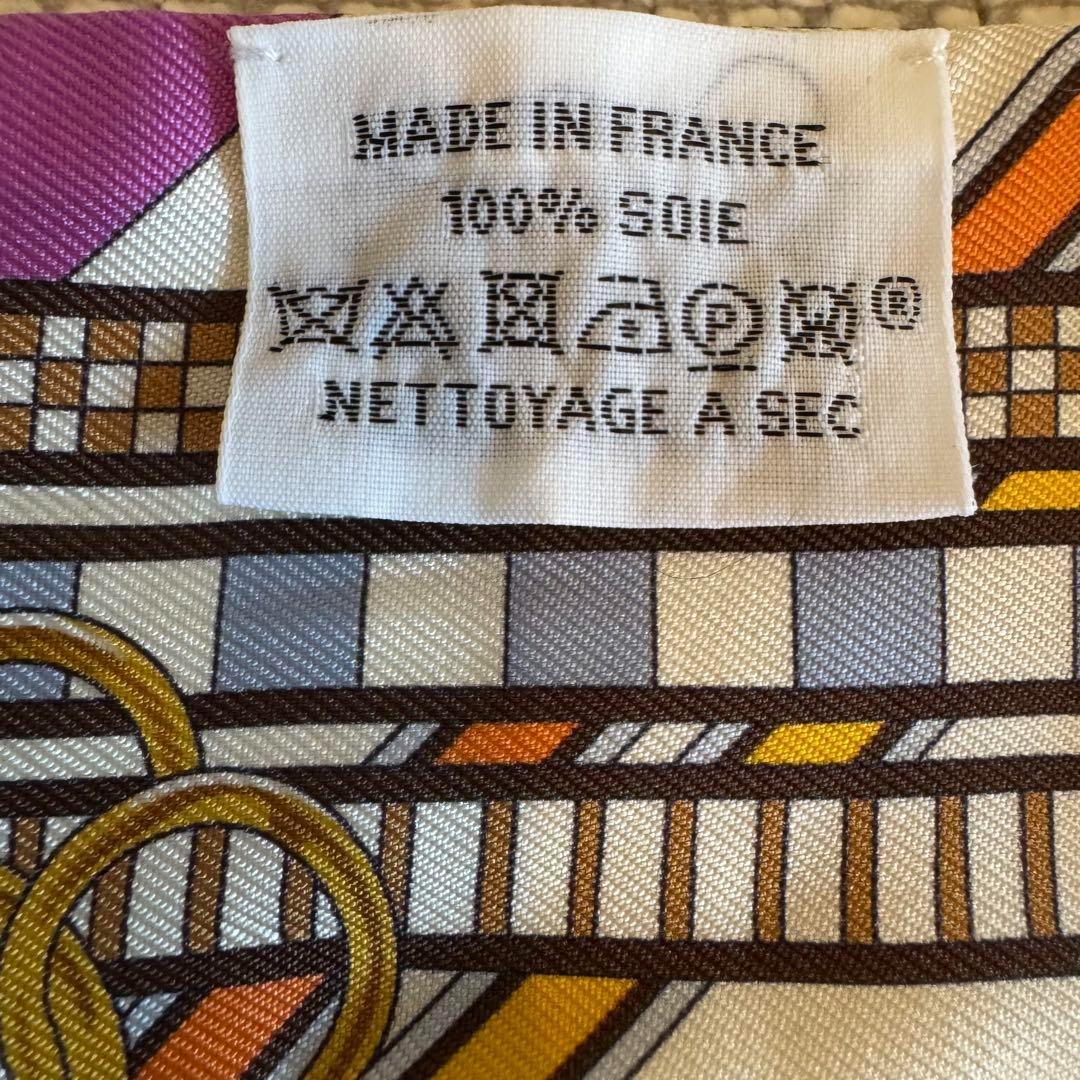 MADE IN FRANCE
100% SOIE
P ®
NETTOYAGE A SEC